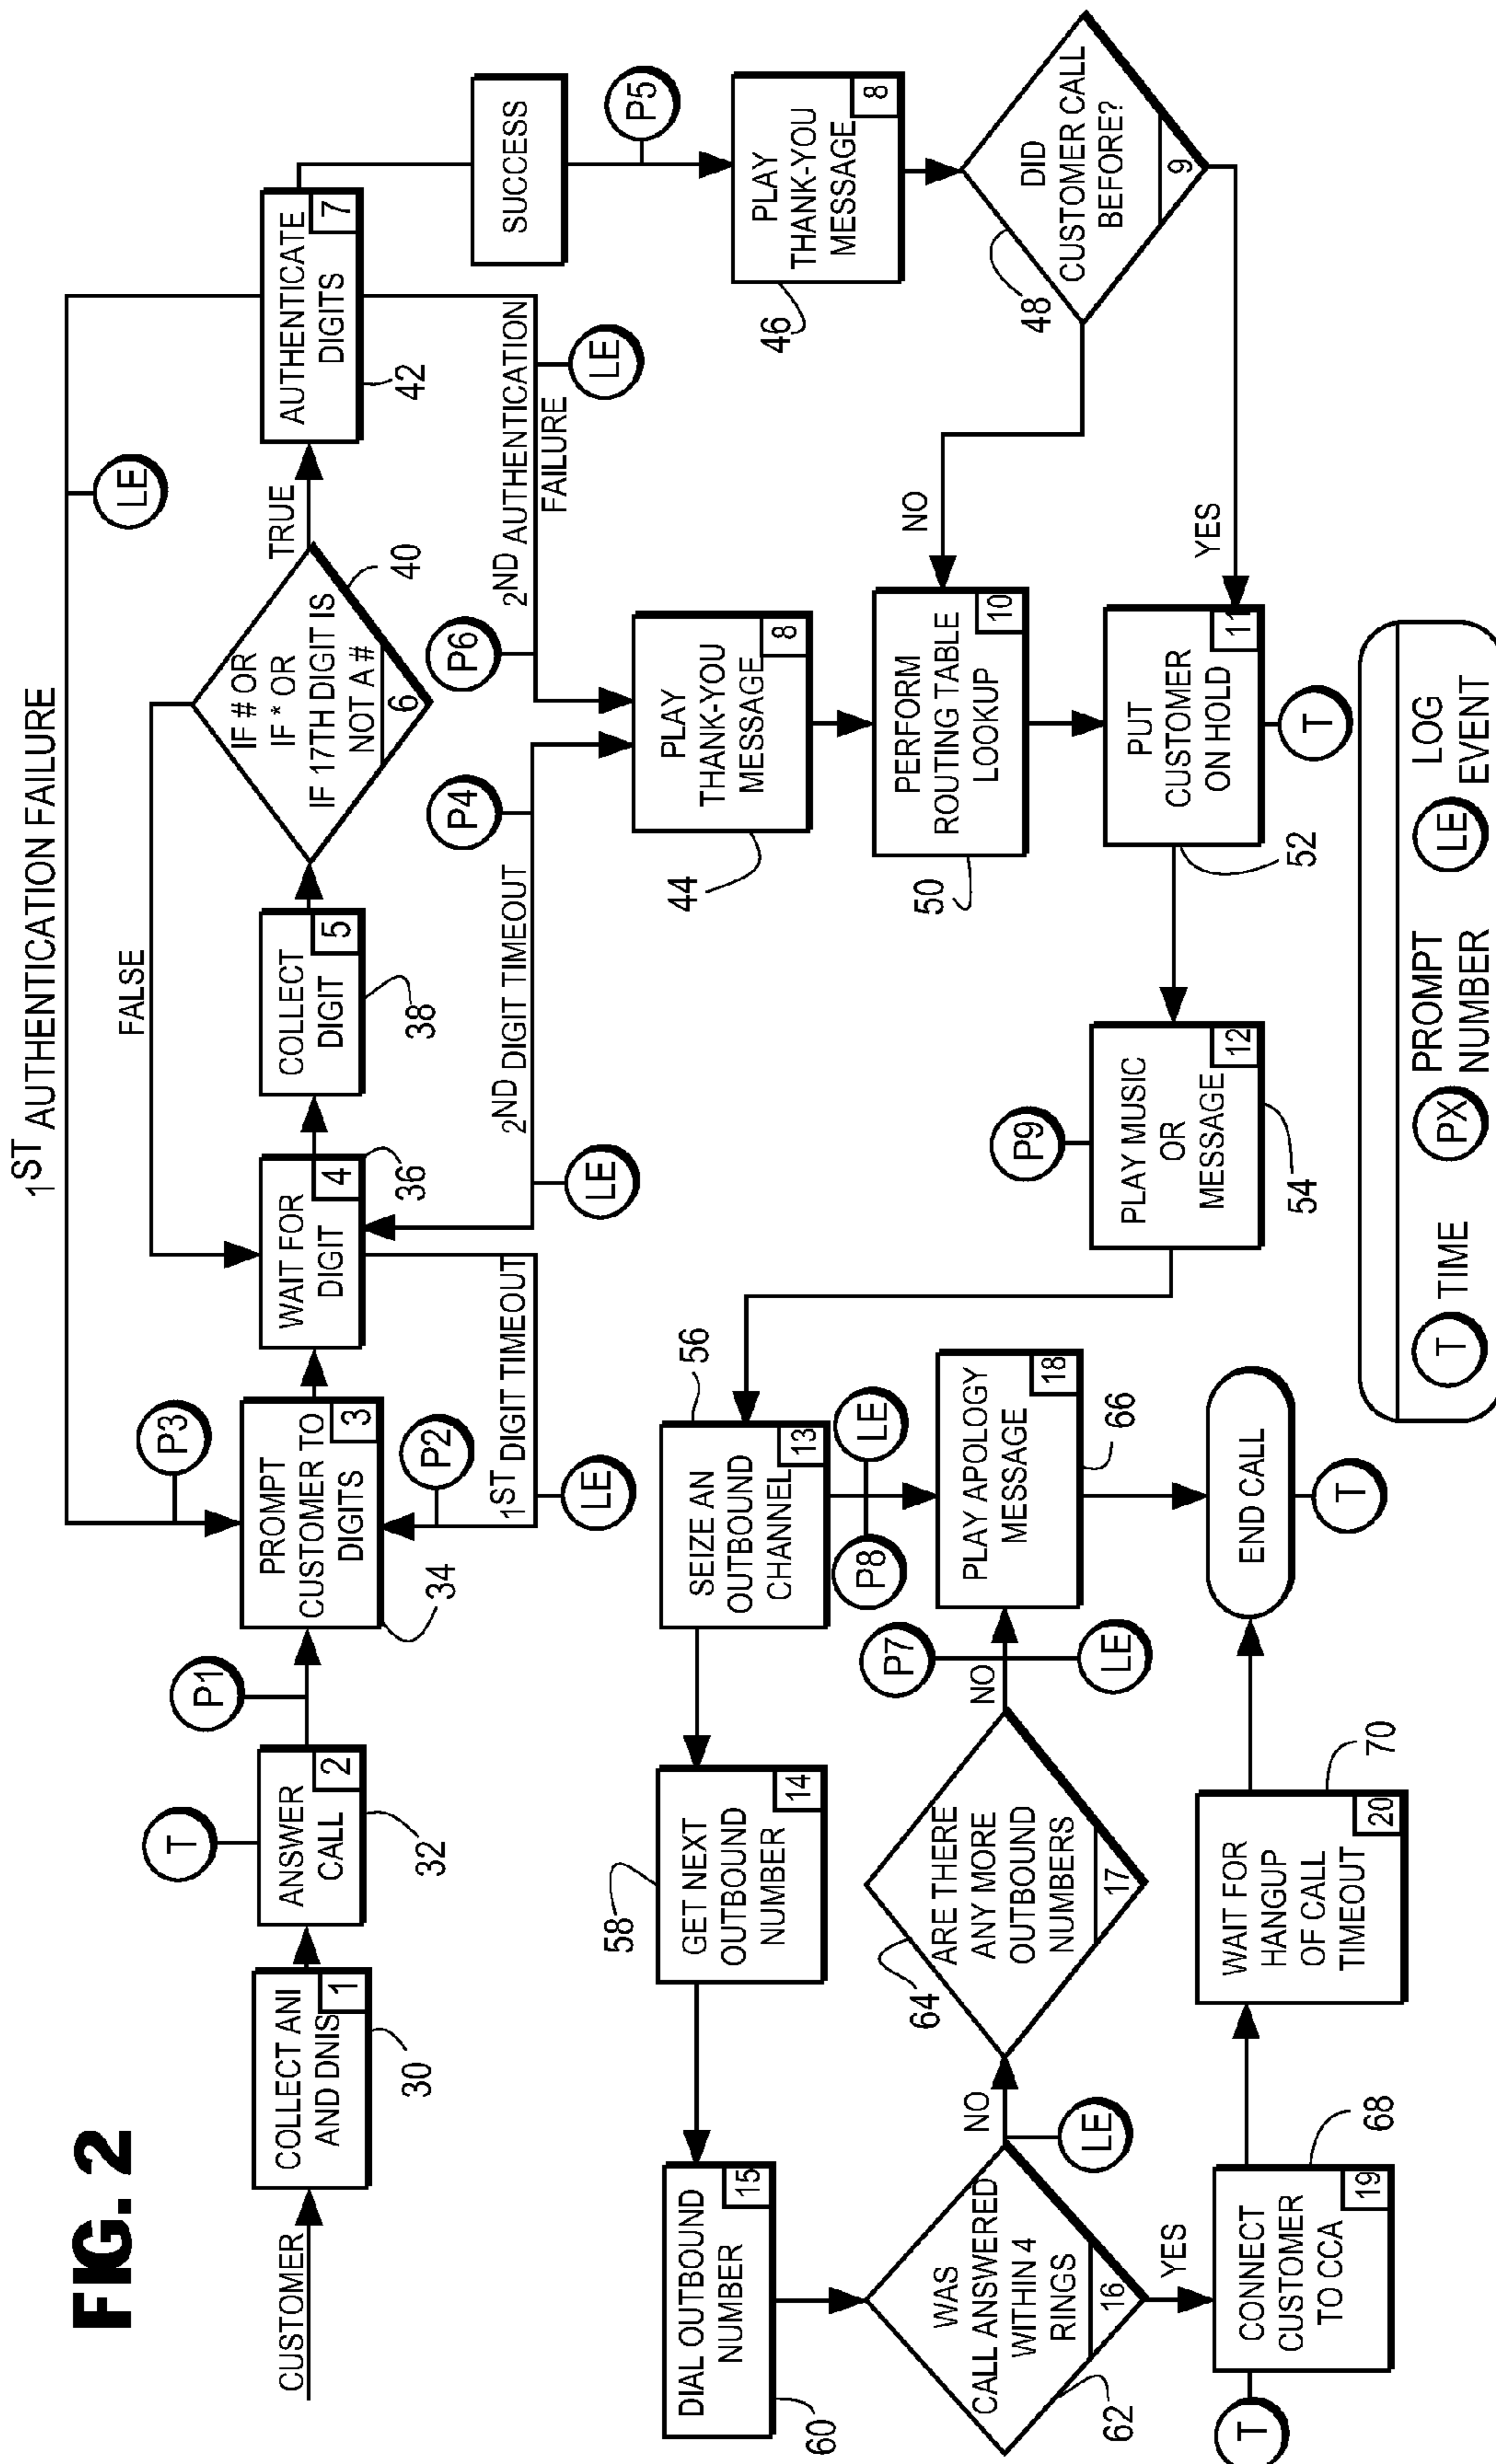 FIG. 2
CUSTOMER
COLLECT ANI
AND DNIS
1
30
ANSWER
CALL
2
32
T
P1
PROMPT
CUSTOMER TO
DIGITS
3
34
P3
P2
1ST AUTHENTICATION FAILURE
LE
WAIT FOR
DIGIT
4
36
1ST DIGIT TIMEOUT
LE
FALSE
COLLECT
DIGIT
5
38
2ND DIGIT TIMEOUT
LE
P4
IF # OR
IF * OR
IF 17TH DIGIT IS
NOT A #
6
40
TRUE
AUTHENTICATE
DIGITS
7
42
2ND AUTHENTICATION
FAILURE
LE
P6
SUCCESS
P5
PLAY
THANK-YOU
MESSAGE
8
46
DID
CUSTOMER CALL
BEFORE?
9
48
NO
YES
PLAY
THANK-YOU
MESSAGE
8
44
PERFORM
ROUTING TABLE
LOOKUP
10
50
PUT
CUSTOMER
ON HOLD
11
52
T
PLAY MUSIC
OR
MESSAGE
12
54
P9
SEIZE AN
OUTBOUND
CHANNEL
13
56
P8
LE
GET NEXT
OUTBOUND
NUMBER
14
58
DIAL OUTBOUND
NUMBER
15
60
WAS
CALL ANSWERED
WITHIN 4
RINGS
16
62
NO
LE
YES
ARE THERE
ANY MORE
OUTBOUND
NUMBERS
17
64
NO
P7
LE
PLAY APOLOGY
MESSAGE
18
66
CONNECT
CUSTOMER
TO CCA
19
68
T
WAIT FOR
HANGUP
OF CALL
TIMEOUT
20
70
END CALL
T
T TIME
PX PROMPT
NUMBER
LE LOG
EVENT